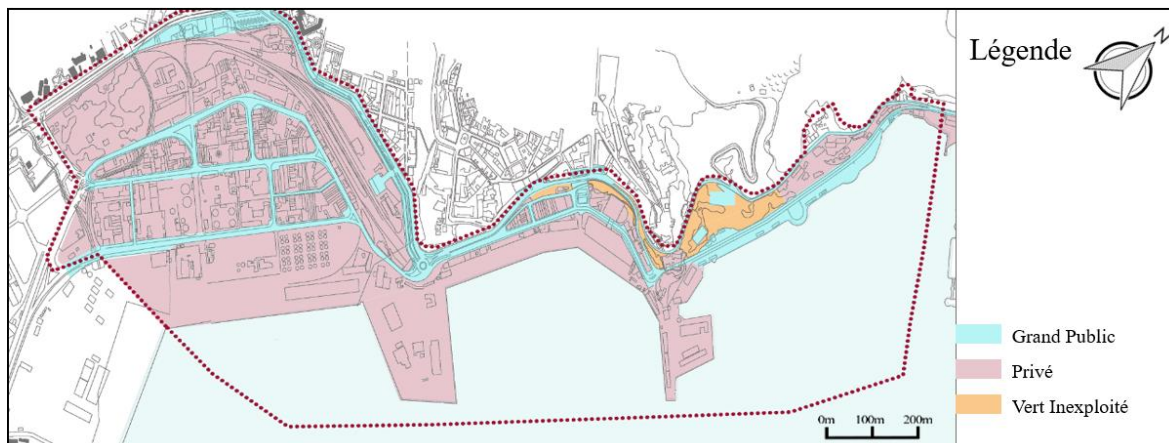 Légende
N
Grand Public
Privé
Vert Inexploité
0m 100m 200m